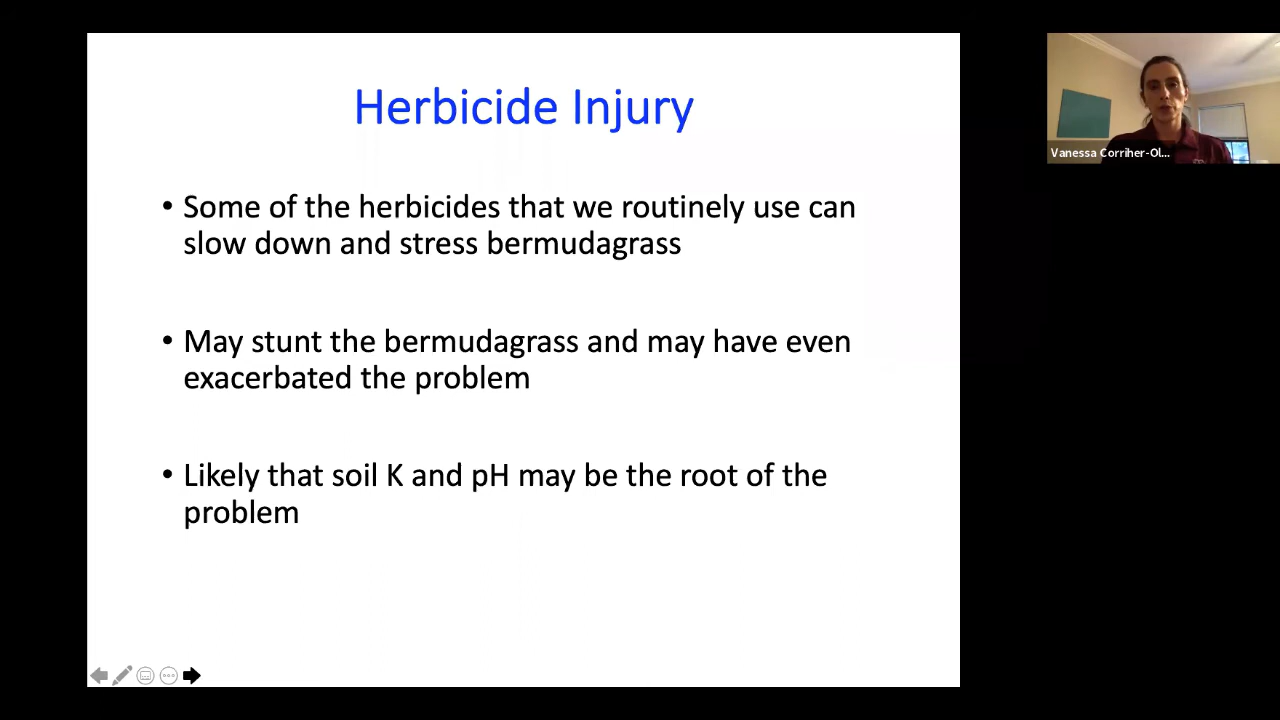 Herbicide Injury
• Some of the herbicides that we routinely use can
slow down and stress bermudagrass
• May stunt the bermudagrass and may have even
exacerbated the problem
• Likely that soil K and pH may be the root of the
problem
Vanessa Corriher-Ol...